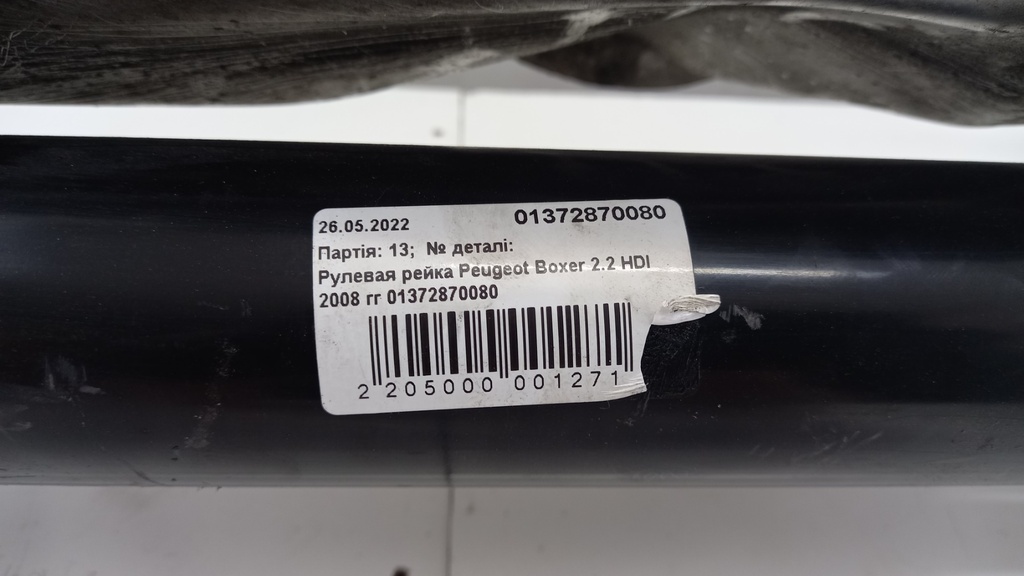 26.05.2022 01372870080
Партія: 13; № деталі:
Рулевая рейка Peugeot Boxer 2.2 HDI
2008 гг 01372870080
2 205000 001271